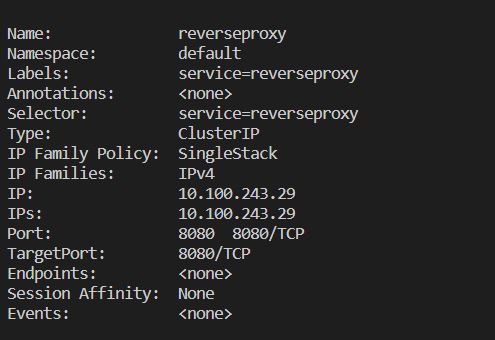 Name: reverseproxy
Namespace: default
Labels: service=reverseproxy
Annotations: <none>
Selector: service=reverseproxy
Type: ClusterIP
IP Family Policy: SingleStack
IP Families: IPv4
IP: 10.100.243.29
IPs: 10.100.243.29
Port: 8080 8080/TCP
TargetPort: 8080/TCP
Endpoints: <none>
Session Affinity: None
Events: <none>